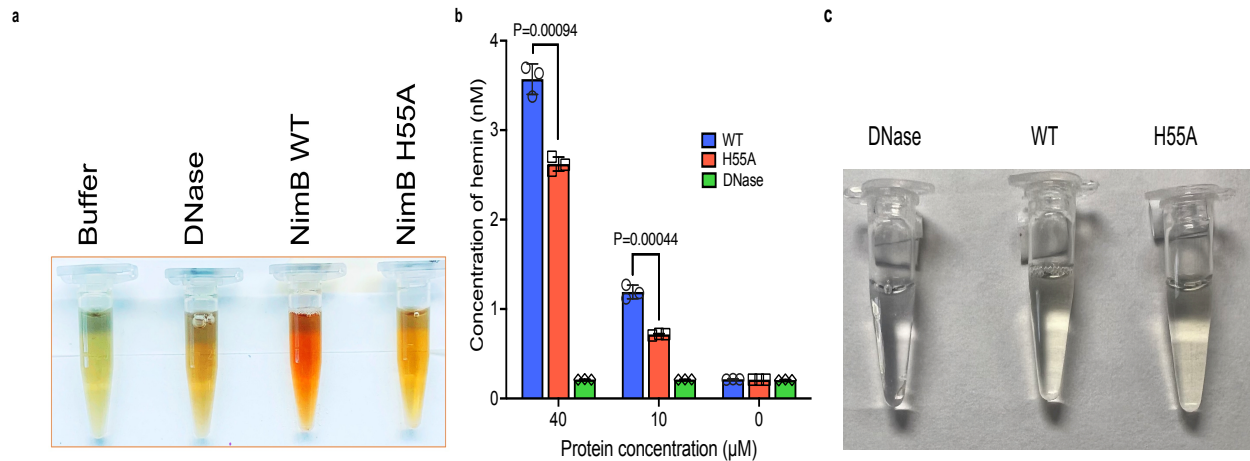 a
Buffer
DNase
NimB WT
NimB H55A
b
P=0.00094
P=0.00044
Concentration of hemin (nM)
4
3
2
1
0
WT
H55A
DNase
40
10
0
Protein concentration (µM)
c
DNase
WT
H55A